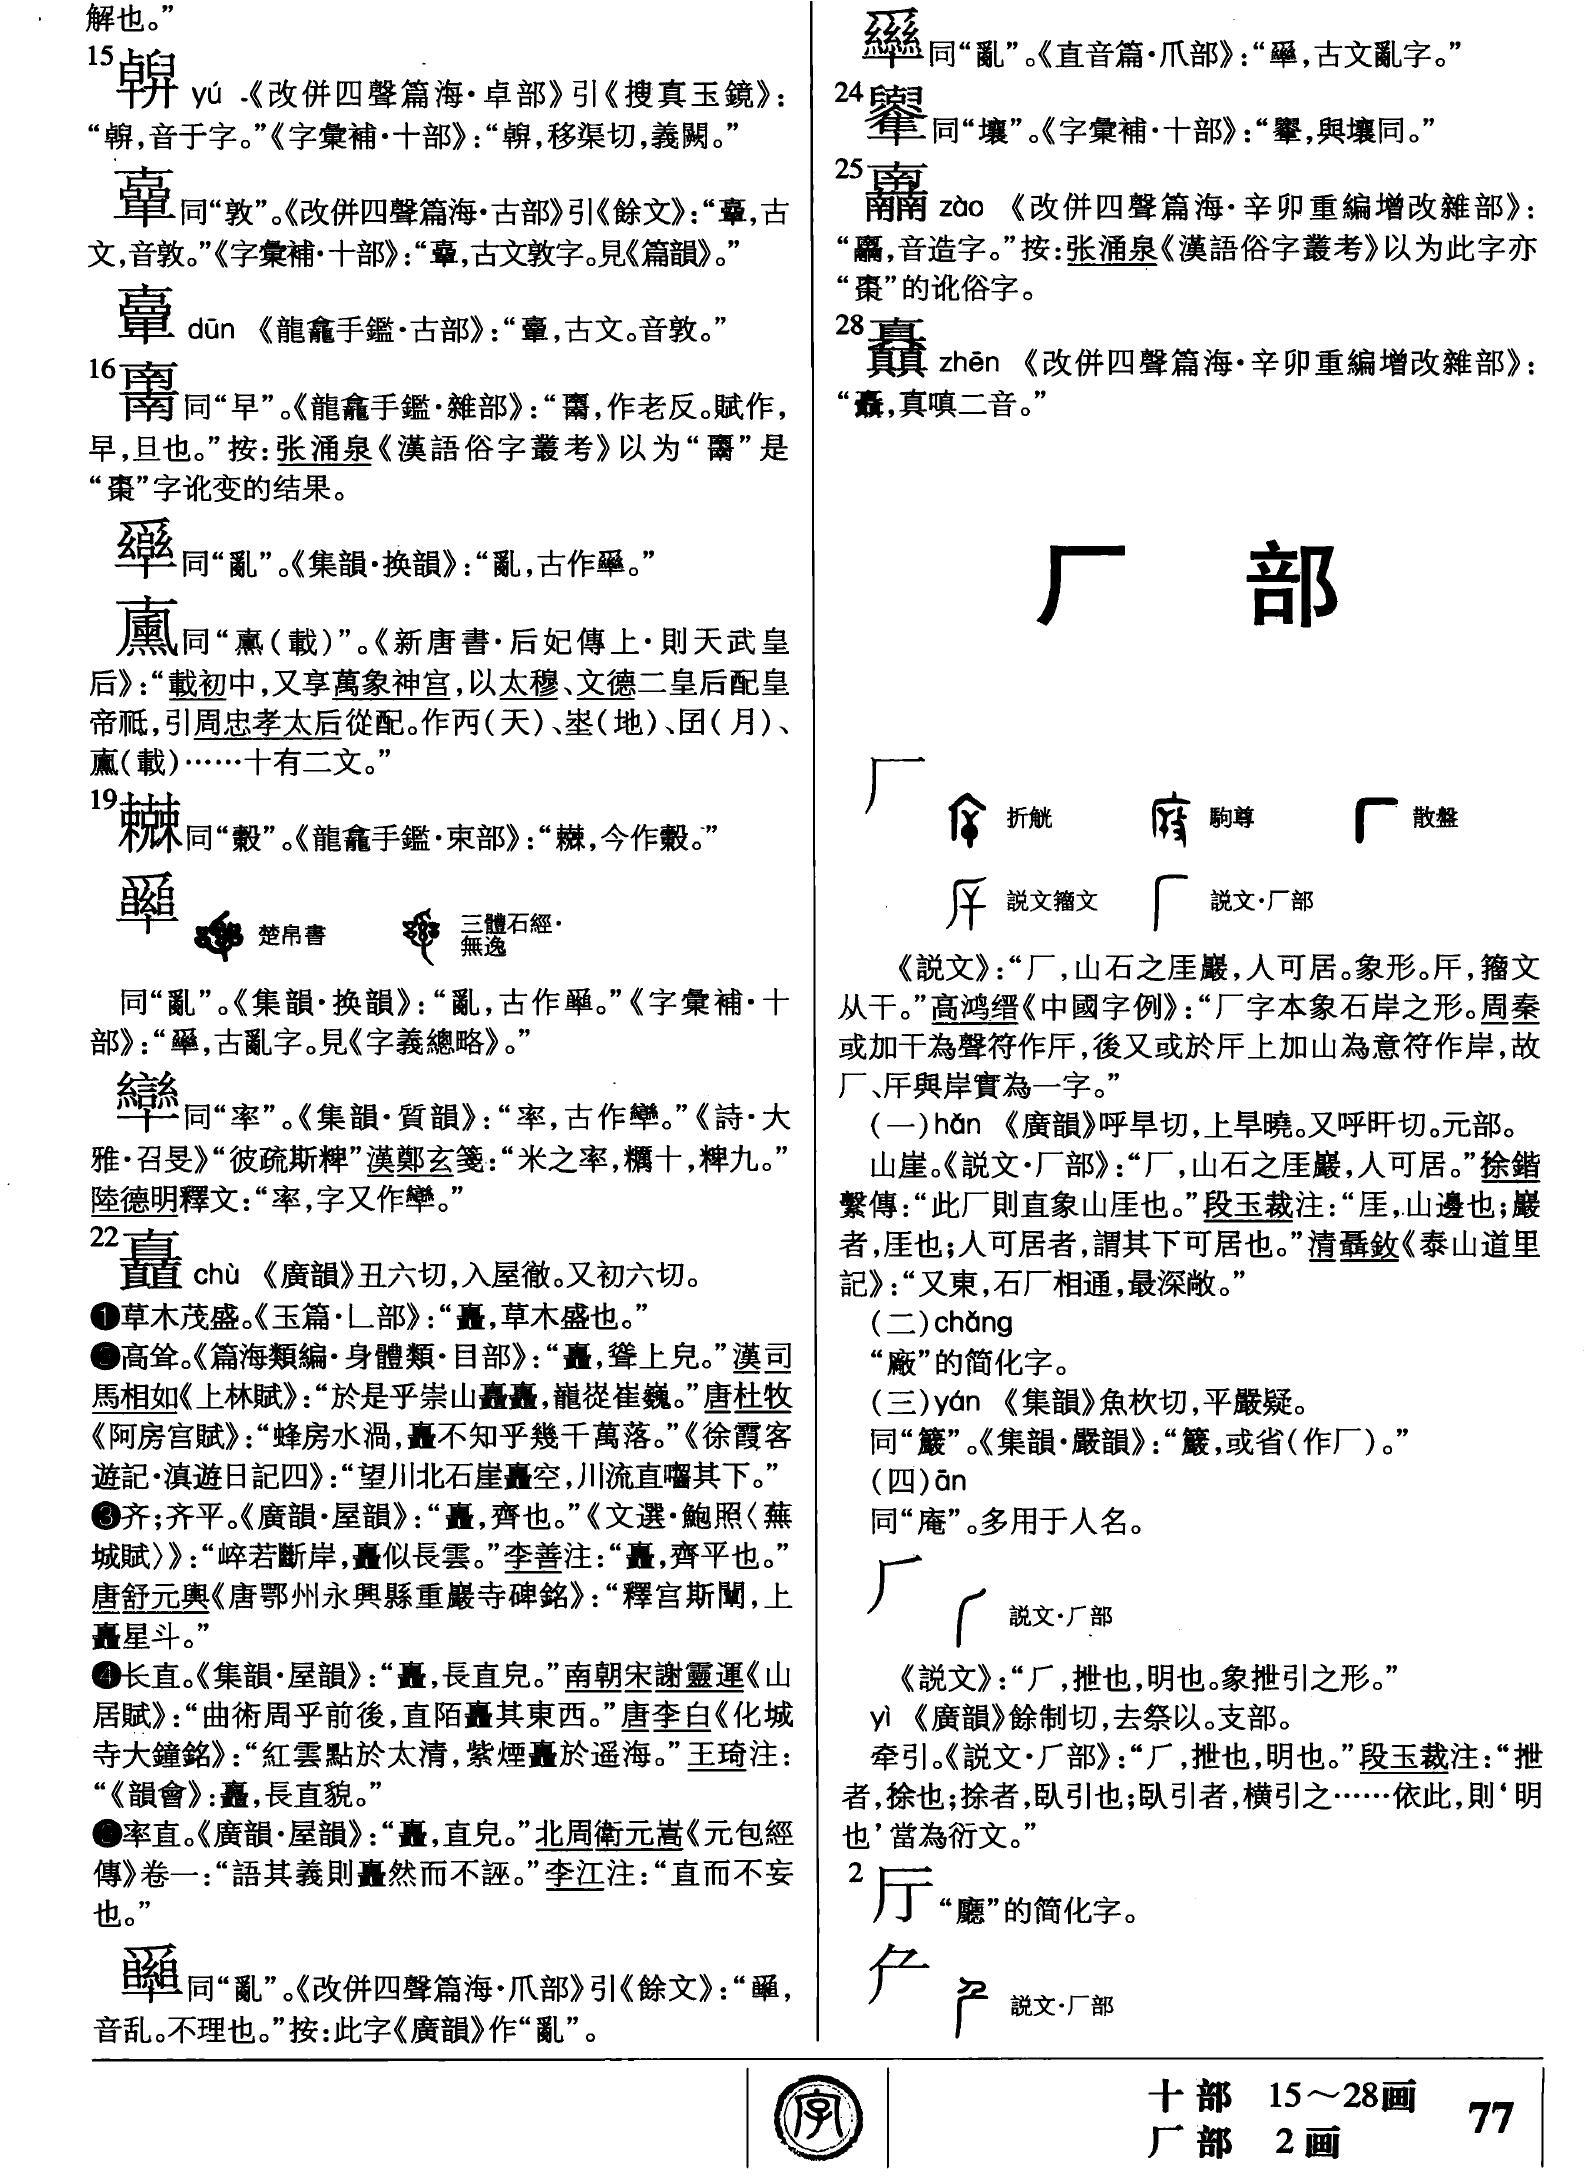 解也。”
15
yú 《改併四聲篇海·卓部》引《搜真玉鏡》：
“，音于字。”《字彙補·十部》：“，移渠切，義闕。”
同“敦”。《改併四聲篇海·古部》引《餘文》：“，古
文，音敦。”《字彙補·十部》：“，古文敦字。見《篇韻》。”
dūn 《龍龕手鑑·古部》：“，古文。音敦。”
16
同“早”。《龍龕手鑑·雜部》：“，作老反。賦作，
早，旦也。”按：张涌泉《漢語俗字叢考》以为“”是
“棗”字讹变的结果。
同“亂”。《集韻·换韻》：“亂，古作。”
同“（載）”。《新唐書·后妃傳上·則天武皇
后》：“載初中，又享萬象神宫，以太穆、文德二皇后配皇
帝祗，引周忠孝太后從配。作（天）、埊（地）、囝（月）、
（載）……十有二文。”
19
同“縠”。《龍龕手鑑·束部》：“，今作。”
楚帛書 三體石經·
無逸
同“亂”。《集韻·换韻》：“亂，古作。”《字彙補·十
部》：“，古亂字。見《字義總略》。”
同“率”。《集韻·質韻》：“率，古作。”《詩·大
雅·召旻》“彼疏斯粺”漢鄭玄箋：“米之率，糲十，粺九。”
陸德明釋文：“率，字又作。”
22
矗 chù 《廣韻》丑六切，入屋徹。又初六切。
❶草木茂盛。《玉篇·乚部》：“矗，草木盛也。”
❷高耸。《篇海類編·身體類·目部》：“矗，聳上皃。”漢司
馬相如《上林賦》：“於是乎崇山矗矗，龍嵸崔巍。”唐杜牧
《阿房宫賦》：“蜂房水渦，矗不知乎幾千萬落。”《徐霞客
遊記·滇遊日記四》：“望川北石崖矗空，川流直嚙其下。”
❸齐；齐平。《廣韻·屋韻》：“矗，齊也。”《文選·鮑照〈蕪
城賦〉》：“崪若斷岸，矗似長雲。”李善注：“矗，齊平也。”
唐舒元輿《唐鄂州永興縣重巖寺碑銘》：“釋宫斯闡，上
矗星斗。”
❹长直。《集韻·屋韻》：“矗，長直皃。”南朝宋謝靈運《山
居賦》：“曲術周乎前後，直陌矗其東西。”唐李白《化城
寺大鐘銘》：“紅雲點於太清，紫煙矗於遥海。”王琦注：
“《韻會》：矗，長直貌。”
❺率直。《廣韻·屋韻》：“矗，直皃。”北周衛元嵩《元包經
傳》卷一：“語其義則矗然而不誣。”李江注：“直而不妄
也。”
同“亂”。《改併四聲篇海·爪部》引《餘文》：“，
音乱。不理也。”按：此字《廣韻》作“亂”。
同“亂”。《直音篇·爪部》：“，古文亂字。”
24
同“壤”。《字彙補·十部》：“，與壤同。”
25
zào 《改併四聲篇海·辛卯重編增改雜部》：
“，音造字。”按：张涌泉《漢語俗字叢考》以为此字亦
“棗”的讹俗字。
28
zhēn 《改併四聲篇海·辛卯重編增改雜部》：
“，真嗔二音。”
厂 部
厂
折觥 駒尊 散盤
説文籀文 説文·厂部
《説文》：“厂，山石之厓巖，人可居。象形。厈，籀文
从干。”高鸿缙《中國字例》：“厂字本象石岸之形。周秦
或加干為聲符作厈，後又或於厈上加山為意符作岸，故
厂、厈與岸實為一字。”
（一）hǎn 《廣韻》呼旱切，上旱曉。又呼旰切。元部。
山崖。《説文·厂部》：“厂，山石之厓巖，人可居。”徐鍇
繫傳：“此厂則直象山厓也。”段玉裁注：“厓，山邊也；巖
者，厓也；人可居者，謂其下可居也。”清聶鈫《泰山道里
記》：“又東，石厂相通，最深敞。”
（二）chǎng
“廠”的简化字。
（三）yán 《集韻》魚枚切，平嚴疑。
同“𥴼”。《集韻·嚴韻》：“𥴼，或省（作厂）。”
（四）ān
同“庵”。多用于人名。
𠂆
説文·厂部
《説文》：“𠂆，抴也，明也。象抴引之形。”
yì 《廣韻》餘制切，去祭以。支部。
牵引。《説文·厂部》：“𠂆，抴也，明也。”段玉裁注：“抴
者，捈也；捈者，臥引也；臥引者，横引之……依此，則‘明
也’當為衍文。”
2
厅 “廳”的简化字。
厃
説文·厂部
字
十部 15～28画
厂部 2画
77